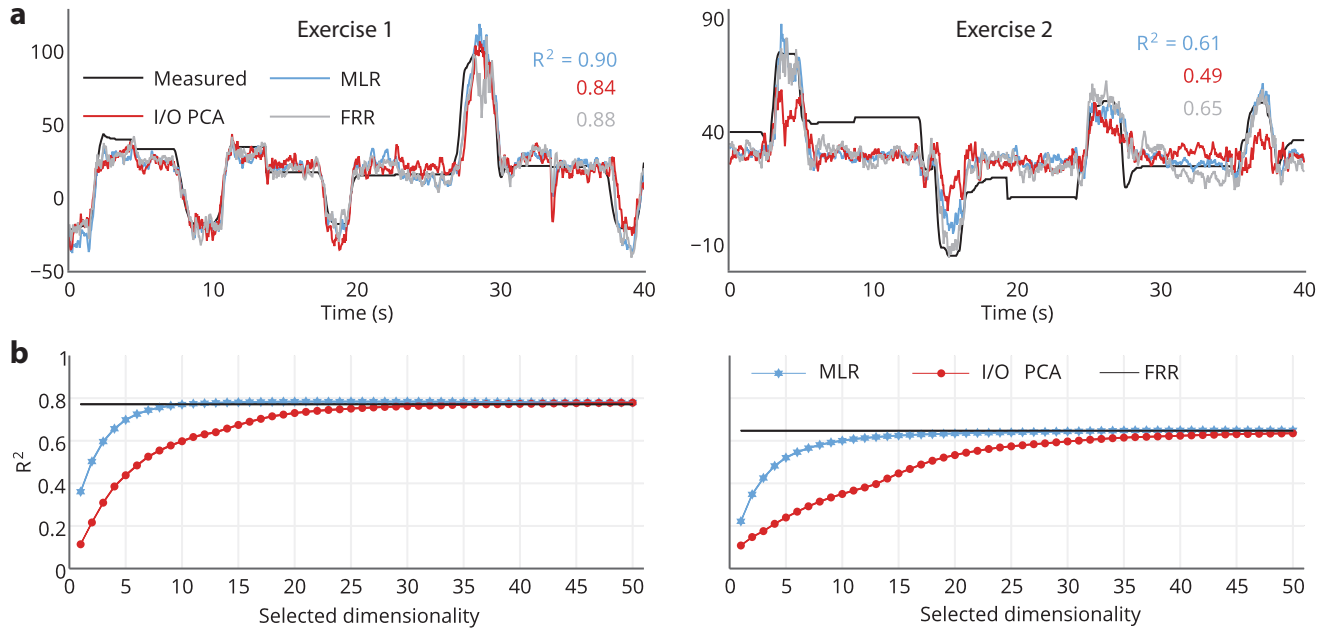 a
Exercise 1
Measured
MLR
I/O PCA
FRR
R² = 0.90
0.84
0.88
100
50
0
−50
0 10 20 30 40
Time (s)
Exercise 2
R² = 0.61
0.49
0.65
90
40
−10
0 10 20 30 40
Time (s)
b
1
0.8
0.6
0.4
0.2
0
R²
0 5 10 15 20 25 30 35 40 45 50
Selected dimensionality
MLR I/O PCA FRR
0 5 10 15 20 25 30 35 40 45 50
Selected dimensionality